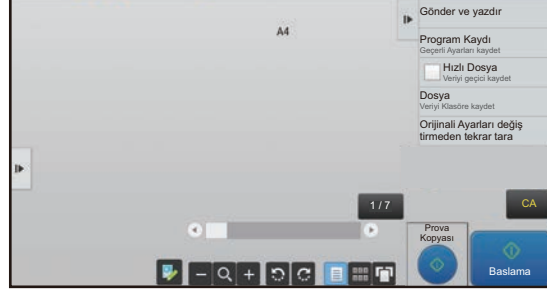 Gönder ve yazdır
A4
Program Kaydı
Geçerli Ayarları kaydet
Hızlı Dosya
Veriyi geçici kaydet
Dosya
Veriyi Klasöre kaydet
Orijinali Ayarları değiş
tirmeden tekrar tara
1 / 7
CA
Prova
Kopyası
Baslama